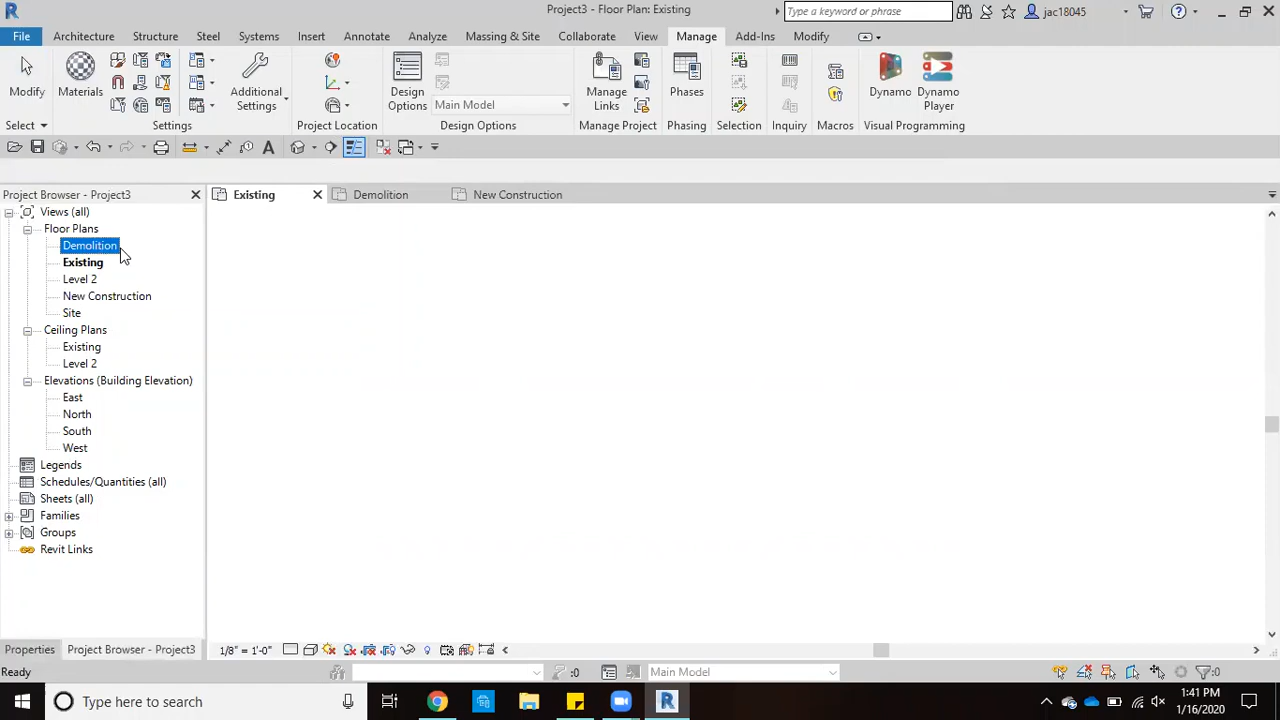 Project3 - Floor Plan: Existing
Type a keyword or phrase
jac18045
File
Architecture
Structure
Steel
Systems
Insert
Annotate
Analyze
Massing & Site
Collaborate
View
Manage
Add-Ins
Modify
Modify
Materials
Additional
Settings
Design
Options
Main Model
Manage
Links
Phases
Dynamo
Dynamo
Player
Select
Settings
Project Location
Design Options
Manage Project
Phasing
Selection
Inquiry
Macros
Visual Programming
Project Browser - Project3
Existing
Demolition
New Construction
Views (all)
Floor Plans
Demolition
Existing
Level 2
New Construction
Site
Ceiling Plans
Existing
Level 2
Elevations (Building Elevation)
East
North
South
West
Legends
Schedules/Quantities (all)
Sheets (all)
Families
Groups
Revit Links
Properties
Project Browser - Project3
1/8" = 1'-0"
Ready
:0
Main Model
:0
Type here to search
1:41 PM
1/16/2020